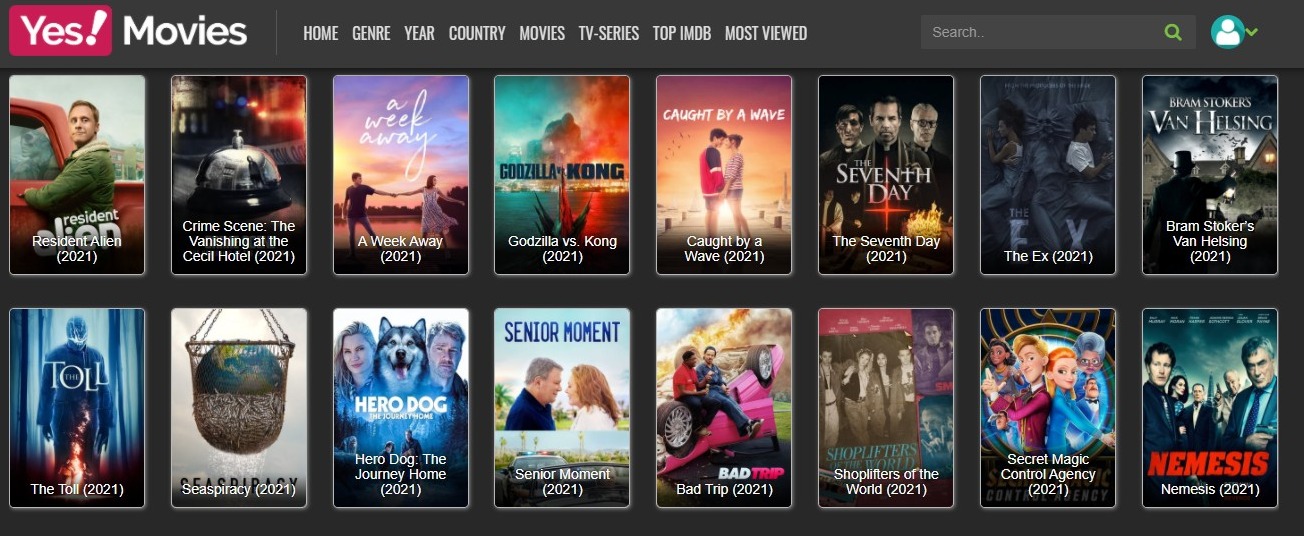 Yes! Movies
HOME GENRE YEAR COUNTRY MOVIES TV-SERIES TOP IMDB MOST VIEWED
Search..
resident
alien
Resident Alien
(2021)
Crime Scene: The
Vanishing at the
Cecil Hotel (2021)
a
week
away
A Week Away
(2021)
GODZILLA VS. KONG
Godzilla vs. Kong
(2021)
CAUGHT BY A WAVE
Caught by a
Wave (2021)
THE
SEVENTH
DAY
The Seventh Day
(2021)
THE
EX
The Ex (2021)
BRAM STOKER'S
VAN HELSING
Bram Stoker's
Van Helsing
(2021)
THE
TOLL
The Toll (2021)
SEASPIRACY
Seaspiracy (2021)
HERO DOG
THE JOURNEY HOME
Hero Dog: The
Journey Home
(2021)
SENIOR MOMENT
Senior Moment
(2021)
BAD TRIP
Bad Trip (2021)
SHOPLIFTERS
OF THE WORLD
Shoplifters of the
World (2021)
SECRET MAGIC
CONTROL AGENCY
Secret Magic
Control Agency
(2021)
NEMESIS
Nemesis (2021)